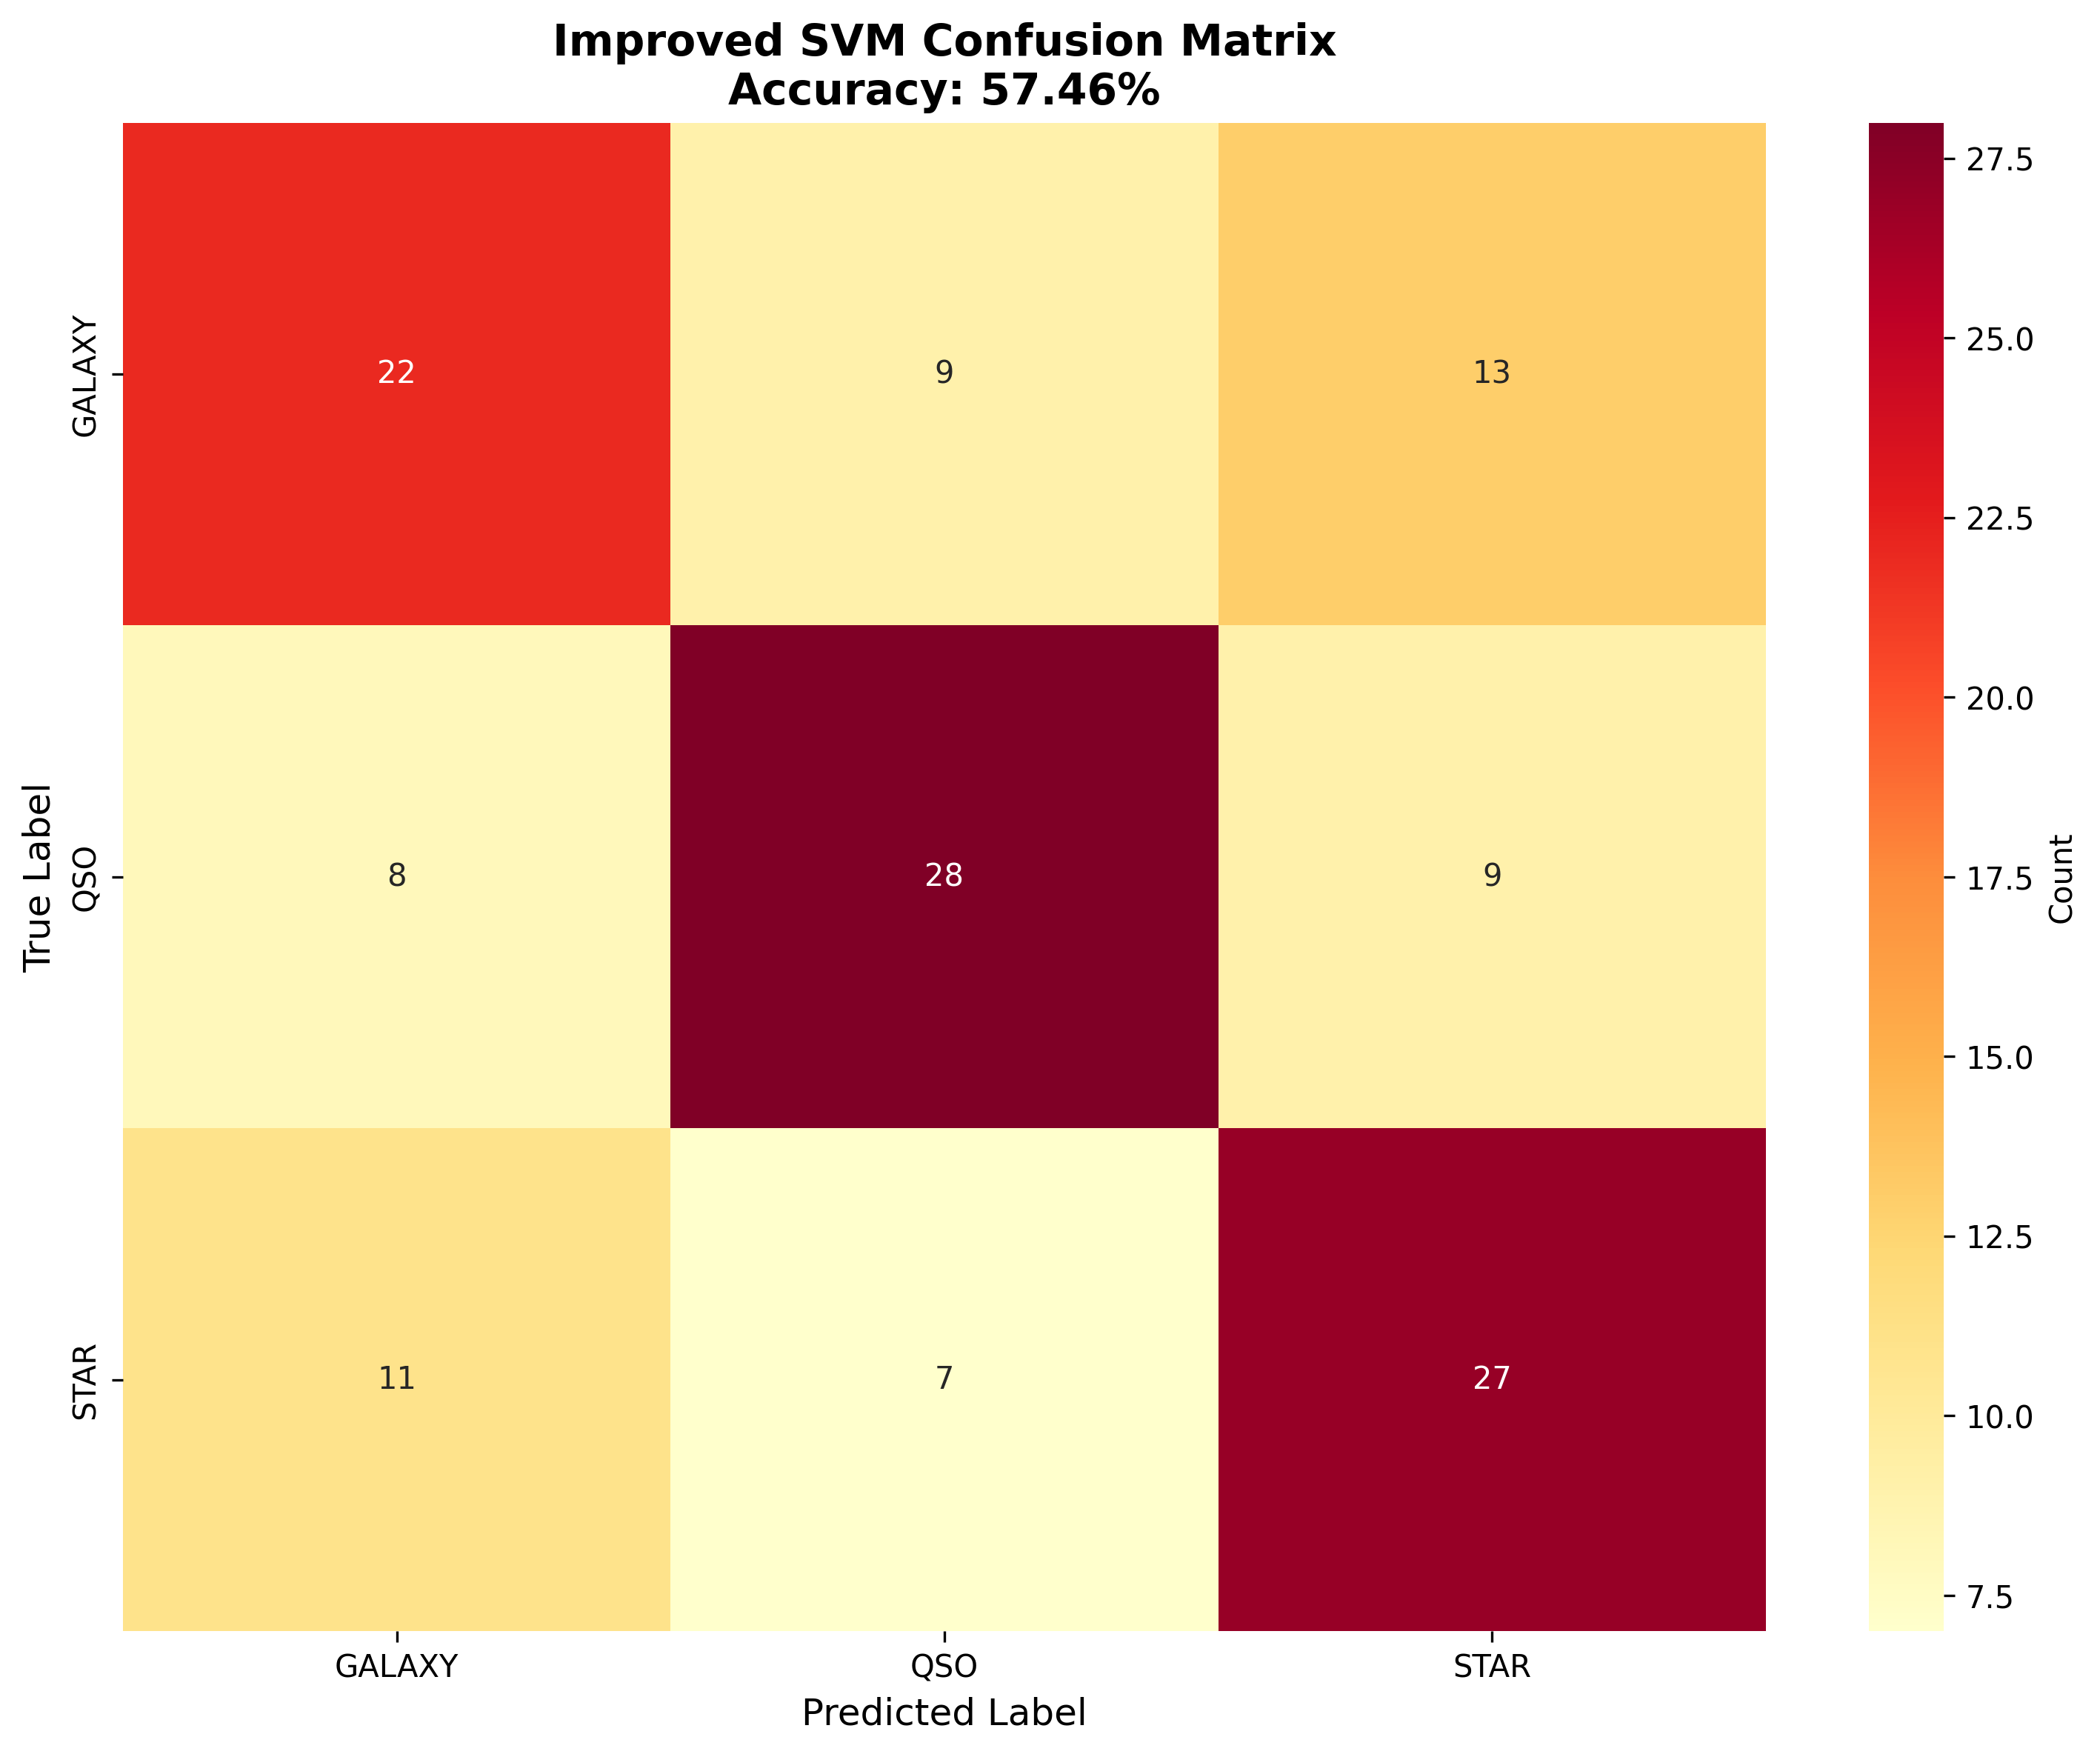 Improved SVM Confusion Matrix
Accuracy: 57.46%
True Label
GALAXY
22
9
13
QSO
8
28
9
STAR
11
7
27
GALAXY
QSO
STAR
Predicted Label
27.5
25.0
22.5
20.0
17.5
15.0
12.5
10.0
7.5
Count